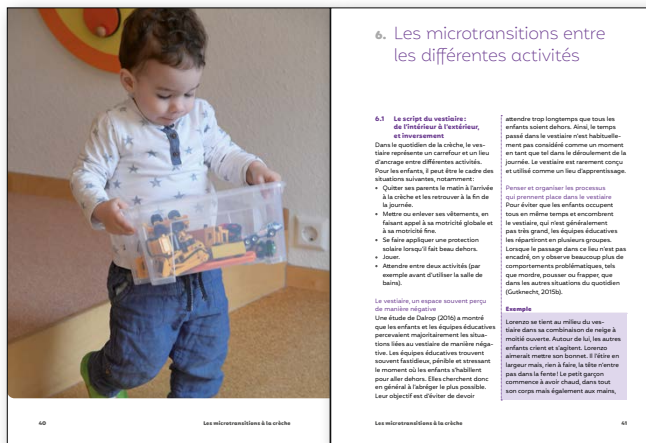 40
Les microtransitions à la crèche
6. Les microtransitions entre
les différentes activités
6.1 Le script du vestiaire :
de l'intérieur à l'extérieur,
et inversement
Dans le quotidien de la crèche, le ves-
tiaire représente un carrefour et un lieu
d'ancrage entre différentes activités.
Pour les enfants, il peut être le cadre des
situations suivantes, notamment :
• Quitter ses parents le matin à l'arrivée
à la crèche et les retrouver à la fin de
la journée.
• Mettre ou enlever ses vêtements, en
faisant appel à sa motricité globale et
à sa motricité fine.
• Se faire appliquer une protection
solaire lorsqu'il fait beau dehors.
• Jouer.
• Attendre entre deux activités (par
exemple avant d'utiliser la salle de
bains).
Le vestiaire, un espace souvent perçu
de manière négative
Une étude de Dalrop (2016) a montré
que les enfants et les équipes éducatives
percevaient majoritairement les situa-
tions liées au vestiaire de manière néga-
tive. Les équipes éducatives trouvent
souvent fastidieux, pénible et stressant
le moment où les enfants s'habillent
pour aller dehors. Elles cherchent donc
en général à l'abréger le plus possible.
Leur objectif est d'éviter de devoir
attendre trop longtemps que tous les
enfants soient dehors. Ainsi, le temps
passé dans le vestiaire n'est habituelle-
ment pas considéré comme un moment
en tant que tel dans le déroulement de la
journée. Le vestiaire est rarement conçu
et utilisé comme un lieu d'apprentissage.
Penser et organiser les processus
qui prennent place dans le vestiaire
Pour éviter que les enfants occupent
tous en même temps et encombrent
le vestiaire, qui n'est généralement
pas très grand, les équipes éducatives
les répartiront en plusieurs groupes.
Lorsque le passage dans ce lieu n'est pas
encadré, on y observe beaucoup plus de
comportements problématiques, tels
que mordre, pousser ou frapper, que
dans les autres situations du quotidien
(Gutknecht, 2015b).
Exemple
Lorenzo se tient au milieu du ves-
tiaire dans sa combinaison de neige à
moitié ouverte. Autour de lui, les autres
enfants crient et s'agitent. Lorenzo
aimerait mettre son bonnet. Il l'étire en
largeur mais, rien à faire, la tête n'entre
pas dans la fente ! Le petit garçon
commence à avoir chaud, dans tout
son corps mais également aux mains,
Les microtransitions à la crèche
41